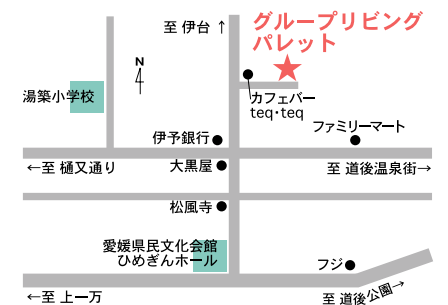 至 伊台 ↑
グループリビング
パレット
N
湯築小学校
カフェバー
teq・teq
ファミリーマート
伊予銀行
大黒屋
←至 樋又通り
至 道後温泉街→
松風寺
愛媛県民文化会館
ひめぎんホール
フジ
←至 上一万
至 道後公園→